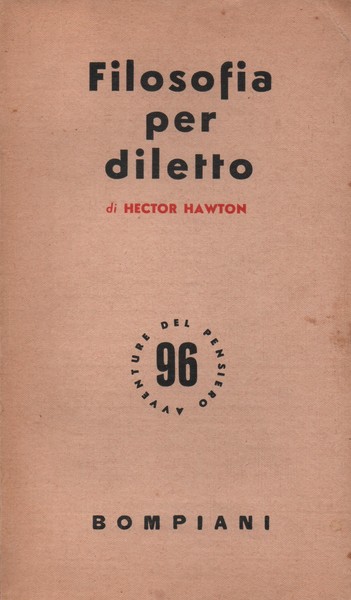 Filosofia
per
diletto
di HECTOR HAWTON
AVVENTURE DEL PENSIERO
96
BOMPIANI